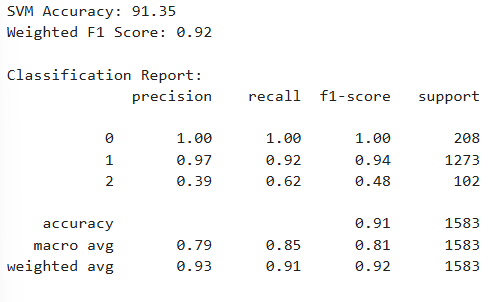 SVM Accuracy: 91.35
Weighted F1 Score: 0.92
Classification Report:
precision recall f1-score support
0 1.00 1.00 1.00 208
1 0.97 0.92 0.94 1273
2 0.39 0.62 0.48 102
accuracy 0.91 1583
macro avg 0.79 0.85 0.81 1583
weighted avg 0.93 0.91 0.92 1583